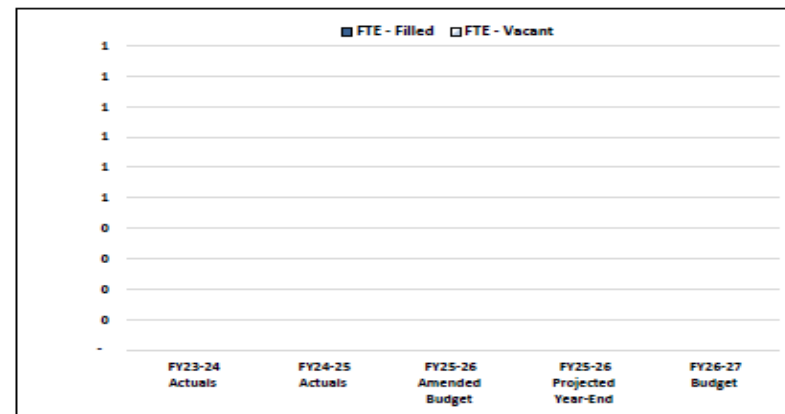 FTE - Filled FTE - Vacant
1
1
1
1
1
1
0
0
0
0
-
FY23-24 FY24-25 FY25-26 FY25-26 FY26-27
Actuals Actuals Amended Projected Budget
Budget Year-End